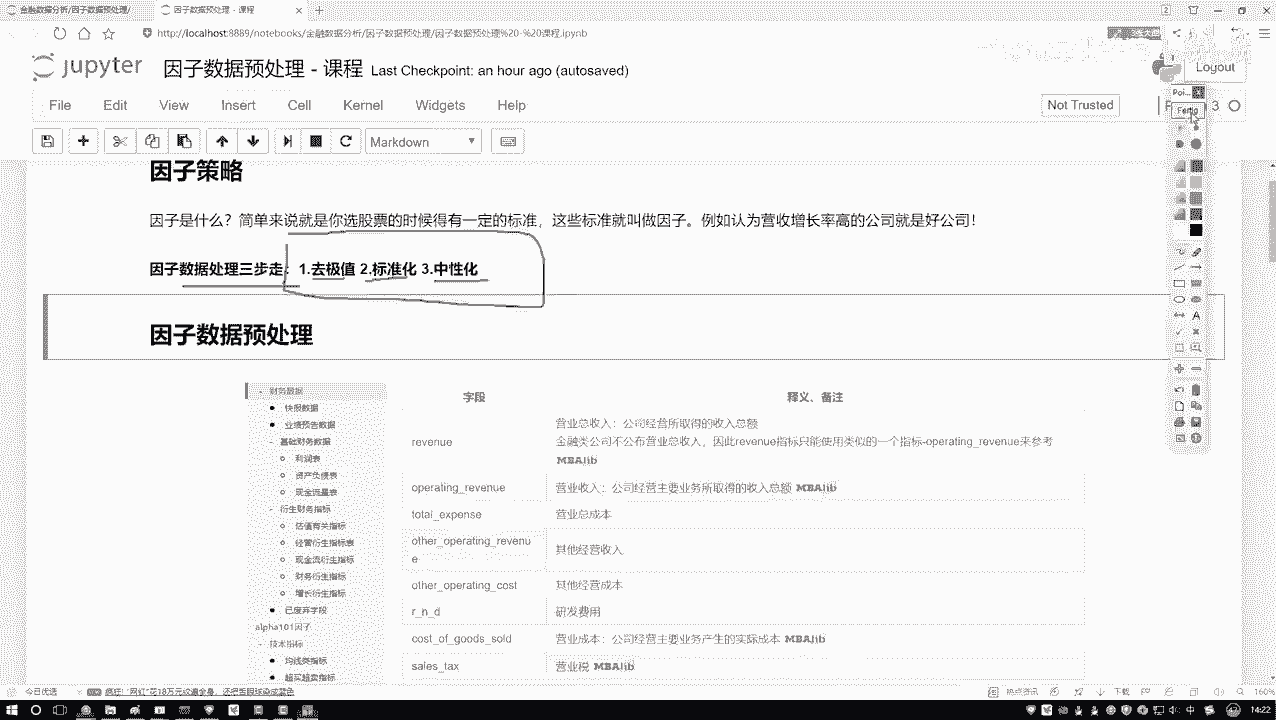 金融数据分析/因子数据预处理/
因子数据预处理 - 课程
http://localhost:8889/notebooks/金融数据分析/因子数据预处理/因子数据预处理%20-%20课程.ipynb
jupyter 因子数据预处理 - 课程 Last Checkpoint: an hour ago (autosaved)
Logout
File Edit View Insert Cell Kernel Widgets Help
Not Trusted
3
Markdown
因子策略
因子是什么？简单来说就是你选股票的时候得有一定的标准，这些标准就叫做因子。例如认为营收增长率高的公司就是好公司！
因子数据处理三步走：1.去极值 2.标准化 3.中性化
因子数据预处理
财务数据
快报数据
业绩预告数据
基础财务数据
利润表
资产负债表
现金流量表
衍生财务指标
估值有关指标
经营衍生指标表
现金流衍生指标
财务衍生指标
增长衍生指标
已废弃字段
alpha101因子
技术指标
均线类指标
超买超卖指标
字段 释义、备注
revenue 营业总收入：公司经营所取得的收入总额
金融类公司不公布营业总收入，因此revenue指标只能使用类似的一个指标-operating_revenue来参考
MBAlib
operating_revenue 营业收入：公司经营主要业务所取得的收入总额 MBAlib
total_expense 营业总成本
other_operating_revenue 其他经营收入
other_operating_cost 其他经营成本
r_n_d 研发费用
cost_of_goods_sold 营业成本：公司经营主要业务产生的实际成本 MBAlib
sales_tax 营业税 MBAlib
今日优选
热点资讯
下载
160%
中
14:22